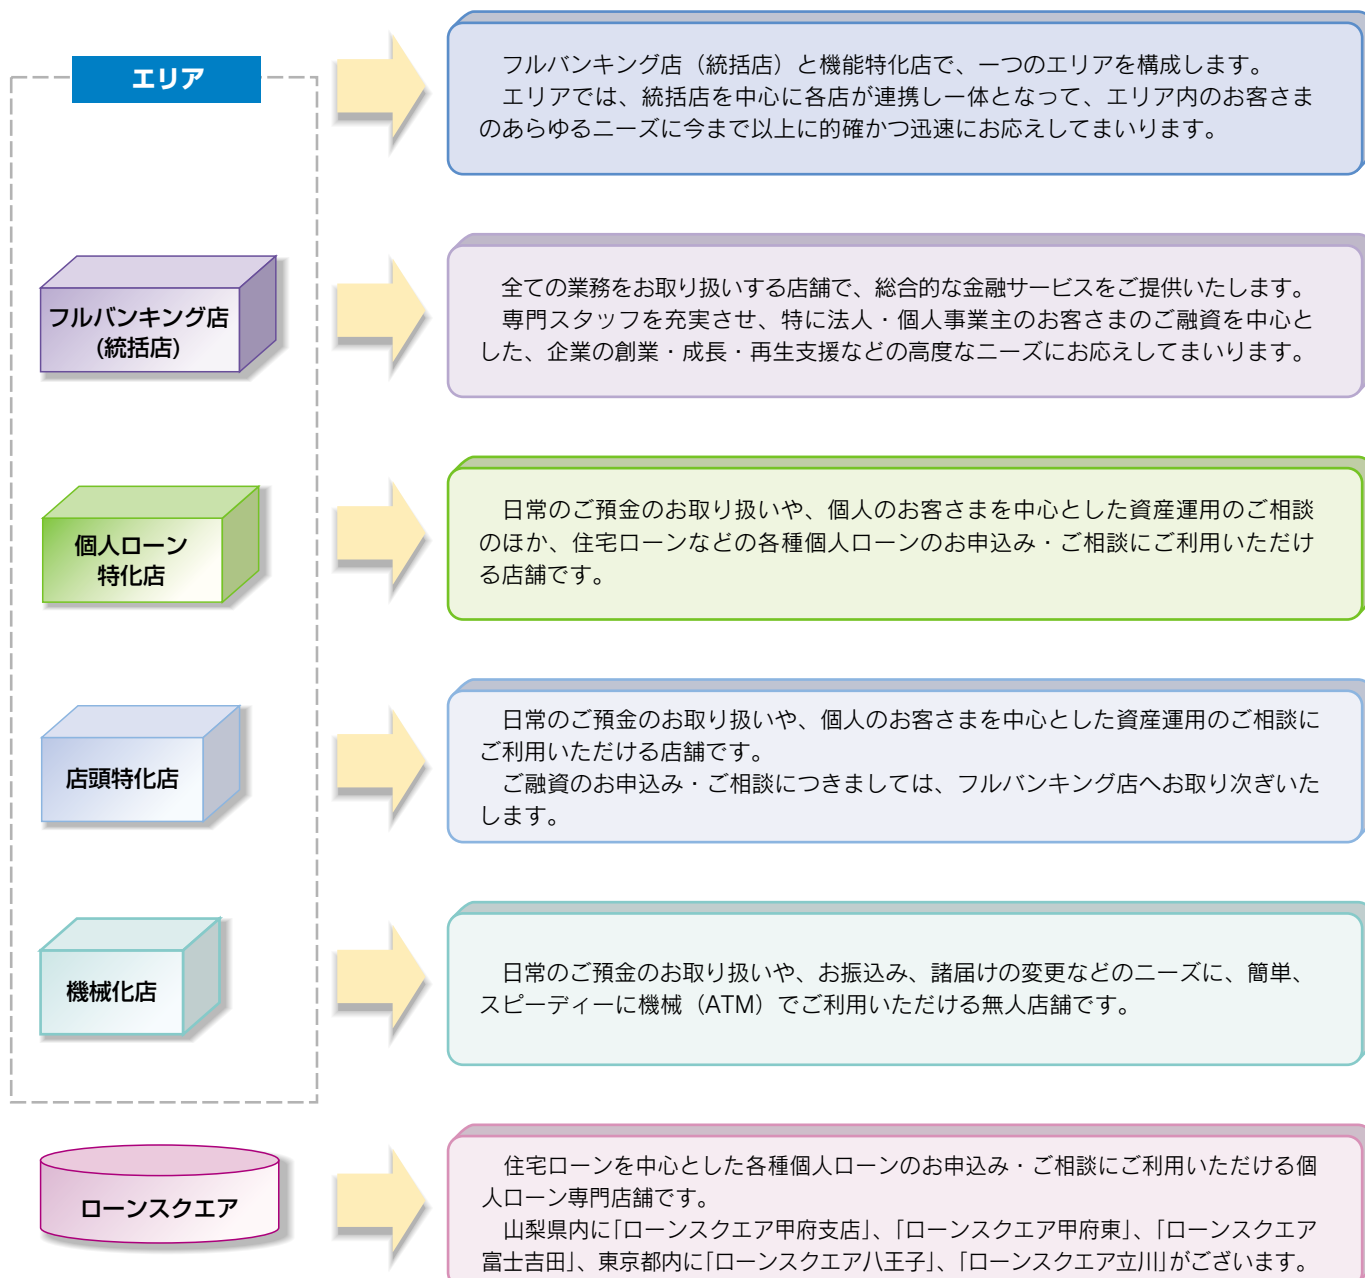 エリア
フルバンキング店（統括店）と機能特化店で、一つのエリアを構成します。
エリアでは、統括店を中心に各店が連携し一体となって、エリア内のお客さま
のあらゆるニーズに今まで以上に的確かつ迅速にお応えしてまいります。
フルバンキング店
(統括店)
全ての業務をお取り扱いする店舗で、総合的な金融サービスをご提供いたします。
専門スタッフを充実させ、特に法人・個人事業主のお客さまのご融資を中心と
した、企業の創業・成長・再生支援などの高度なニーズにお応えしてまいります。
個人ローン
特化店
日常のご預金のお取り扱いや、個人のお客さまを中心とした資産運用のご相談
のほか、住宅ローンなどの各種個人ローンのお申込み・ご相談にご利用いただけ
る店舗です。
店頭特化店
日常のご預金のお取り扱いや、個人のお客さまを中心とした資産運用のご相談に
ご利用いただける店舗です。
ご融資のお申込み・ご相談につきましては、フルバンキング店へお取り次ぎいた
します。
機械化店
日常のご預金のお取り扱いや、お振込み、諸届けの変更などのニーズに、簡単、
スピーディーに機械（ATM）でご利用いただける無人店舗です。
ローンスクエア
住宅ローンを中心とした各種個人ローンのお申込み・ご相談にご利用いただける個
人ローン専門店舗です。
山梨県内に「ローンスクエア甲府支店」、「ローンスクエア甲府東」、「ローンスクエア
富士吉田」、東京都内に「ローンスクエア八王子」、「ローンスクエア立川」がございます。